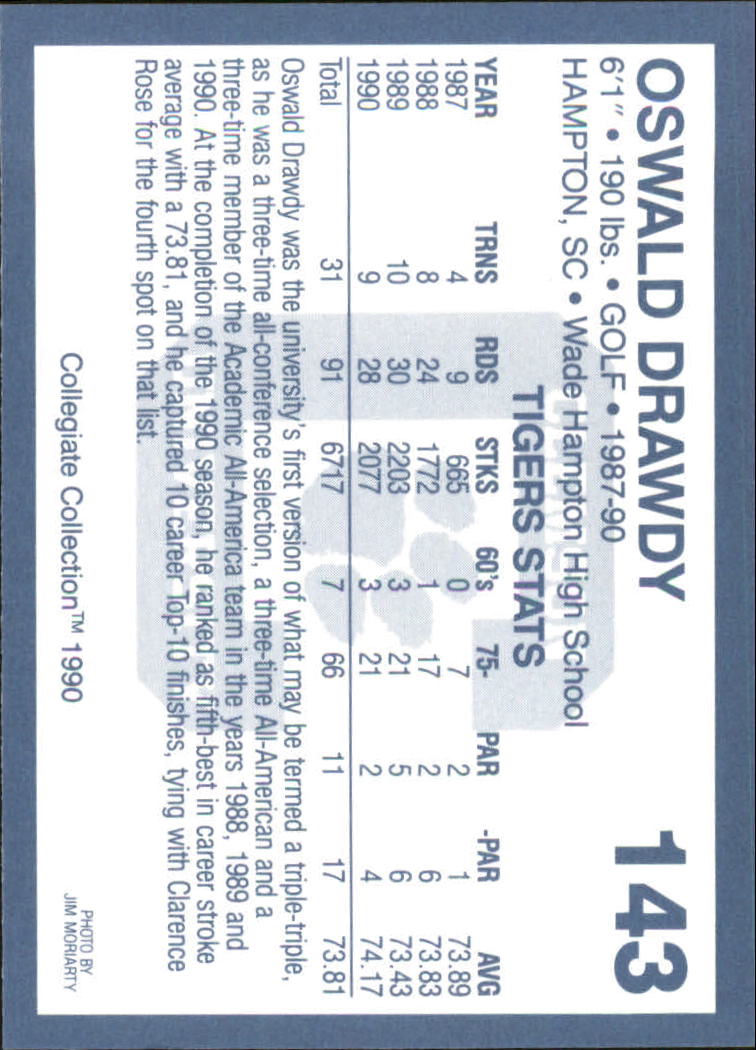 OSWALD DRAWDY 143
6'1" • 190 lbs. • GOLF • 1987-90
HAMPTON, SC • Wade Hampton High School
TIGERS STATS
YEAR TRNS RDS STKS 60's 75- PAR -PAR AVG
1987 4 9 665 0 7 2 1 73.89
1988 8 24 1772 1 17 2 6 73.83
1989 10 30 2203 3 21 5 6 73.43
1990 9 28 2077 3 21 2 4 74.17
Total 31 91 6717 7 66 11 17 73.81
Oswald Drawdy was the university's first version of what may be termed a triple-triple,
as he was a three-time all-conference selection, a three-time All-American and a
three-time member of the Academic All-America team in the years 1988, 1989 and
1990. At the completion of the 1990 season, he ranked as fifth-best in career stroke
average with a 73.81, and he captured 10 career Top-10 finishes, tying with Clarence
Rose for the fourth spot on that list.
Collegiate Collection™ 1990
PHOTO BY
JIM MORIARTY